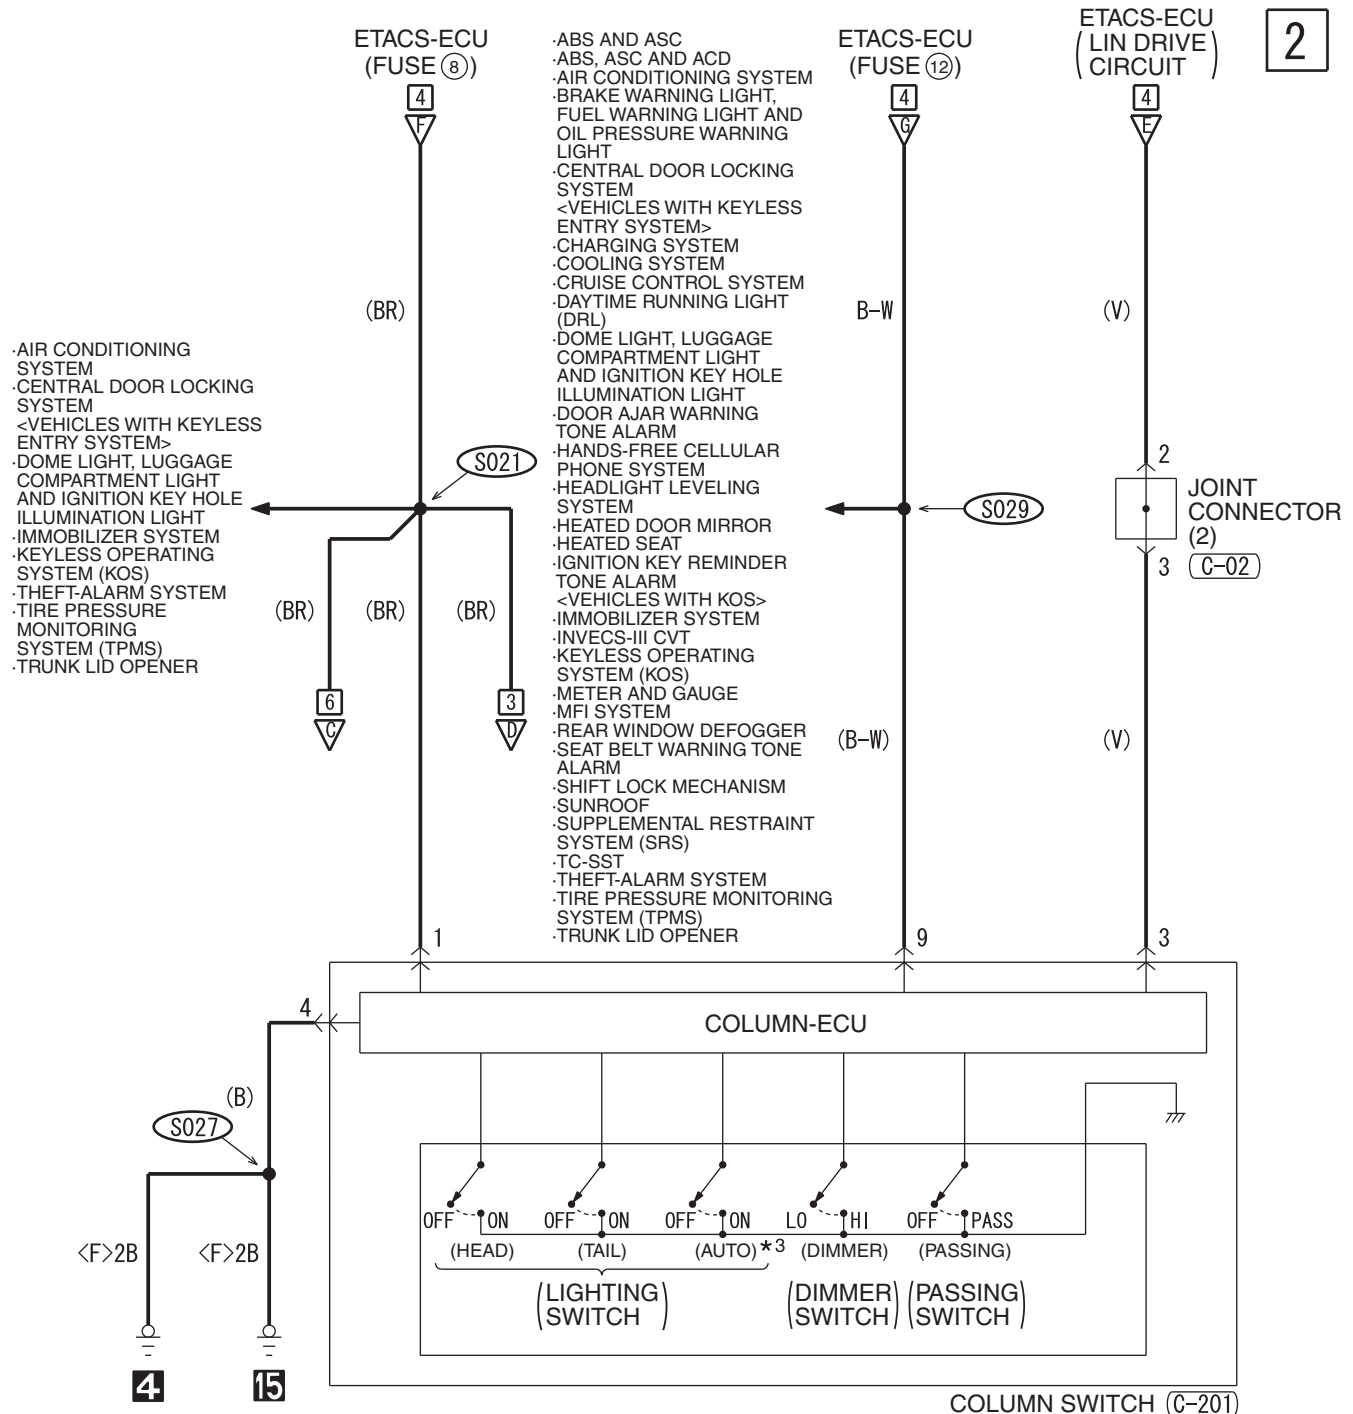 ETACS-ECU
(FUSE ⑧)
4
F
·ABS AND ASC
·ABS, ASC AND ACD
·AIR CONDITIONING SYSTEM
·BRAKE WARNING LIGHT,
FUEL WARNING LIGHT AND
OIL PRESSURE WARNING
LIGHT
·CENTRAL DOOR LOCKING
SYSTEM
<VEHICLES WITH KEYLESS
ENTRY SYSTEM>
·CHARGING SYSTEM
·COOLING SYSTEM
·CRUISE CONTROL SYSTEM
·DAYTIME RUNNING LIGHT
(DRL)
·DOME LIGHT, LUGGAGE
COMPARTMENT LIGHT
AND IGNITION KEY HOLE
ILLUMINATION LIGHT
·DOOR AJAR WARNING
TONE ALARM
·HANDS-FREE CELLULAR
PHONE SYSTEM
·HEADLIGHT LEVELING
SYSTEM
·HEATED DOOR MIRROR
·HEATED SEAT
·IGNITION KEY REMINDER
TONE ALARM
<VEHICLES WITH KOS>
·IMMOBILIZER SYSTEM
·INVECS-III CVT
·KEYLESS OPERATING
SYSTEM (KOS)
·METER AND GAUGE
·MFI SYSTEM
·REAR WINDOW DEFOGGER
·SEAT BELT WARNING TONE
ALARM
·SHIFT LOCK MECHANISM
·SUNROOF
·SUPPLEMENTAL RESTRAINT
SYSTEM (SRS)
·TC-SST
·THEFT-ALARM SYSTEM
·TIRE PRESSURE MONITORING
SYSTEM (TPMS)
·TRUNK LID OPENER
ETACS-ECU
(FUSE ⑫)
4
G
ETACS-ECU
(LIN DRIVE
CIRCUIT)
4
E
2
(BR)
B-W
(V)
·AIR CONDITIONING
SYSTEM
·CENTRAL DOOR LOCKING
SYSTEM
<VEHICLES WITH KEYLESS
ENTRY SYSTEM>
·DOME LIGHT, LUGGAGE
COMPARTMENT LIGHT
AND IGNITION KEY HOLE
ILLUMINATION LIGHT
·IMMOBILIZER SYSTEM
·KEYLESS OPERATING
SYSTEM (KOS)
·THEFT-ALARM SYSTEM
·TIRE PRESSURE
MONITORING
SYSTEM (TPMS)
·TRUNK LID OPENER
S021
S029
2
JOINT
CONNECTOR
(2)
3
C-02
(BR)
(BR)
(BR)
6
C
3
D
(B-W)
(V)
1
9
3
4
COLUMN-ECU
(B)
S027
OFF ON
OFF ON
OFF ON
LO HI
OFF PASS
(HEAD)
(TAIL)
(AUTO) *3
(DIMMER)
(PASSING)
(LIGHTING
SWITCH)
(DIMMER
SWITCH)
(PASSING
SWITCH)
<F>2B
<F>2B
4
15
COLUMN SWITCH C-201